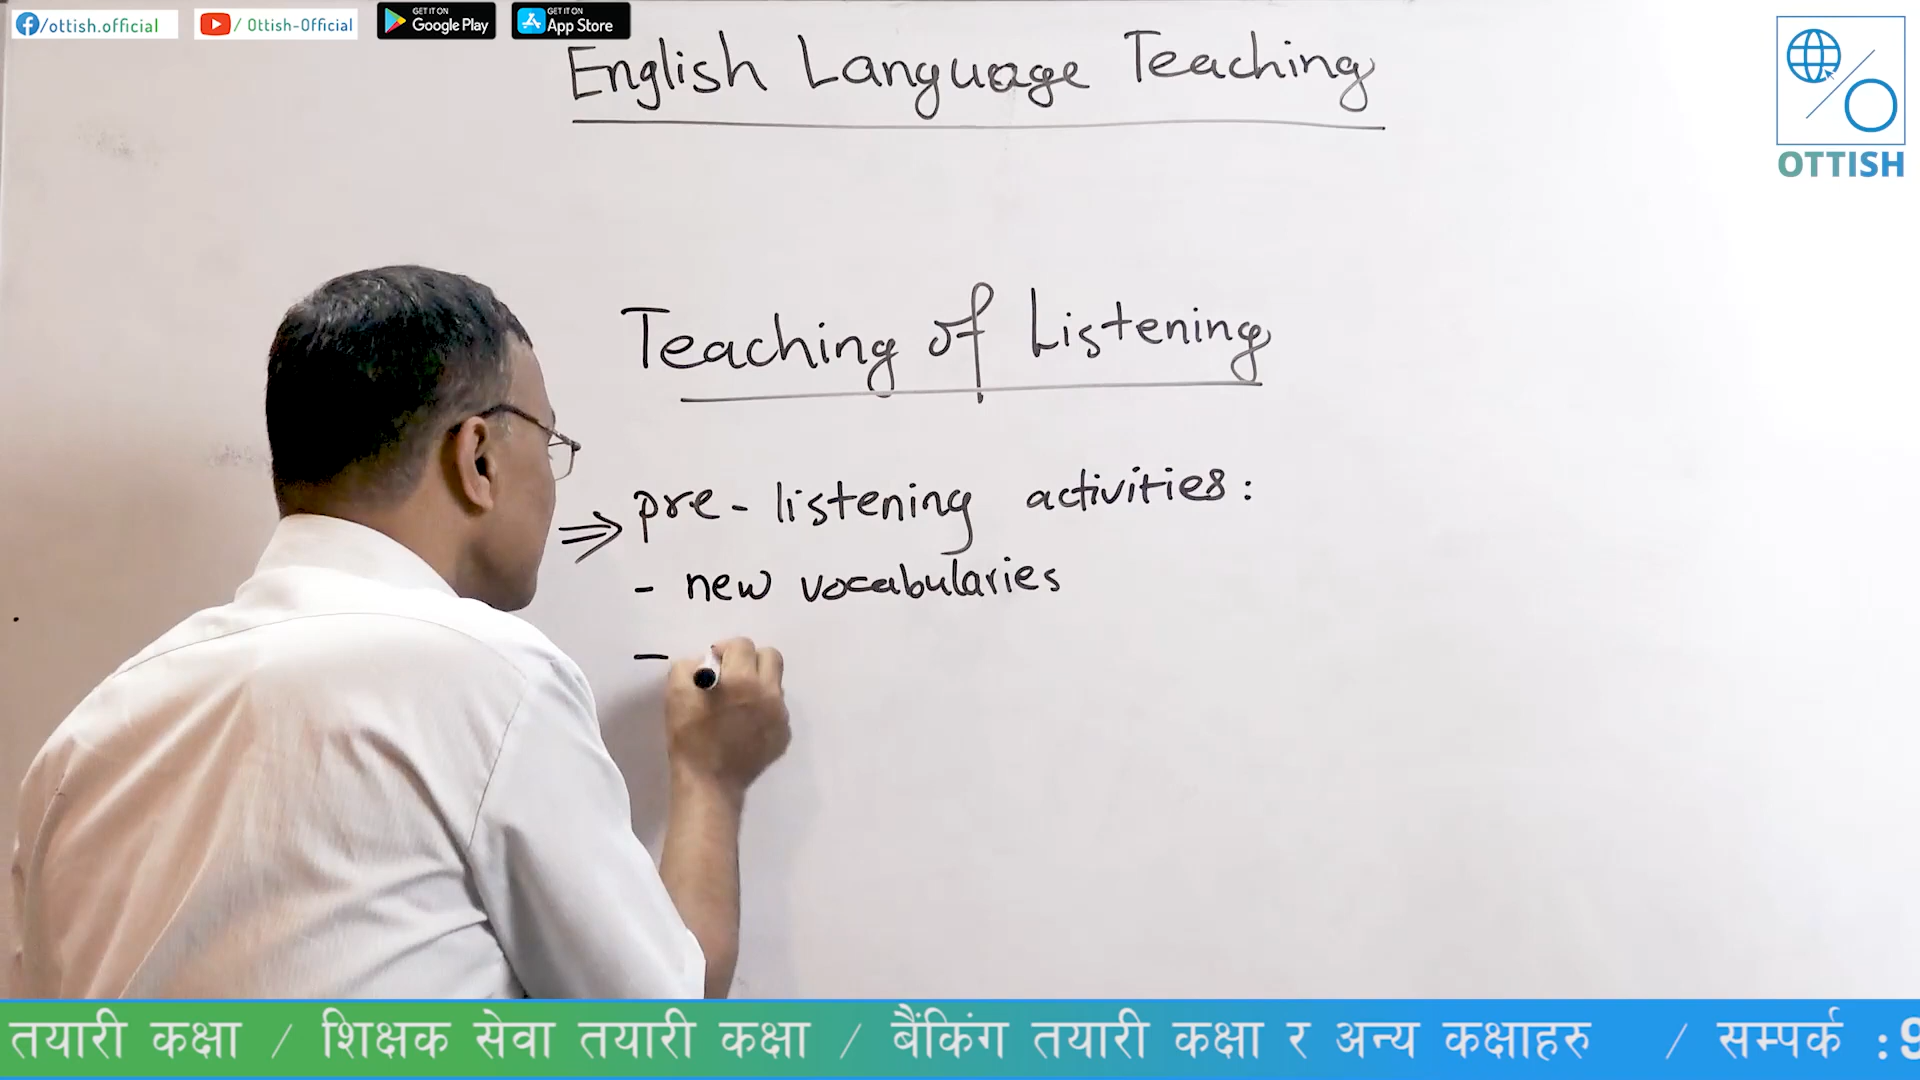 /ottish.official
/ Ottish-Official
GET IT ON
Google Play
GET IT ON
App Store
OTTISH
English Language Teaching
Teaching of Listening
⇒ pre-listening activities:
- new vocabularies
-
तयारी कक्षा / शिक्षक सेवा तयारी कक्षा / बैंकिंग तयारी कक्षा र अन्य कक्षाहरु / सम्पर्क : 9